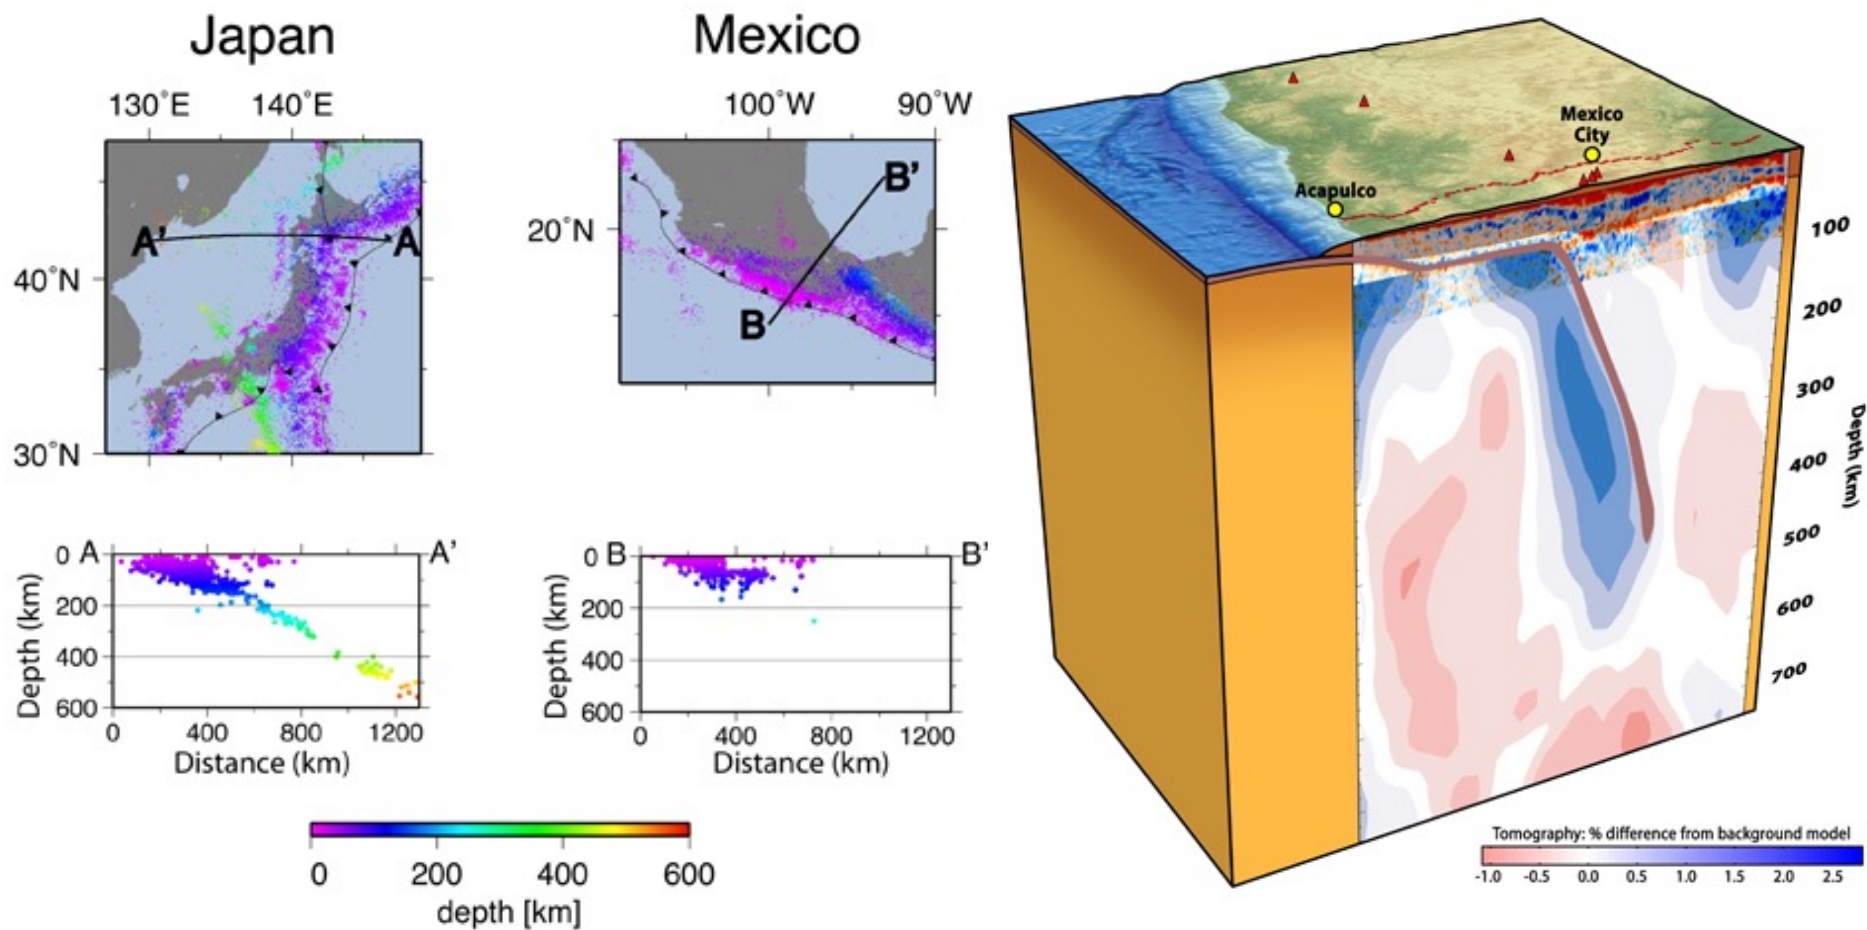 Japan
130°E 140°E
A' A
40°N
30°N
Mexico
100°W 90°W
B'
20°N
B
A A'
0
200
400
600
Depth (km)
0 400 800 1200
Distance (km)
B B'
0
200
400
600
Depth (km)
0 400 800 1200
Distance (km)
0 200 400 600
depth [km]
Mexico
City
Acapulco
100
200
300
400
500
600
700
Depth (km)
Tomography: % difference from background model
-1.0 -0.5 0.0 0.5 1.0 1.5 2.0 2.5